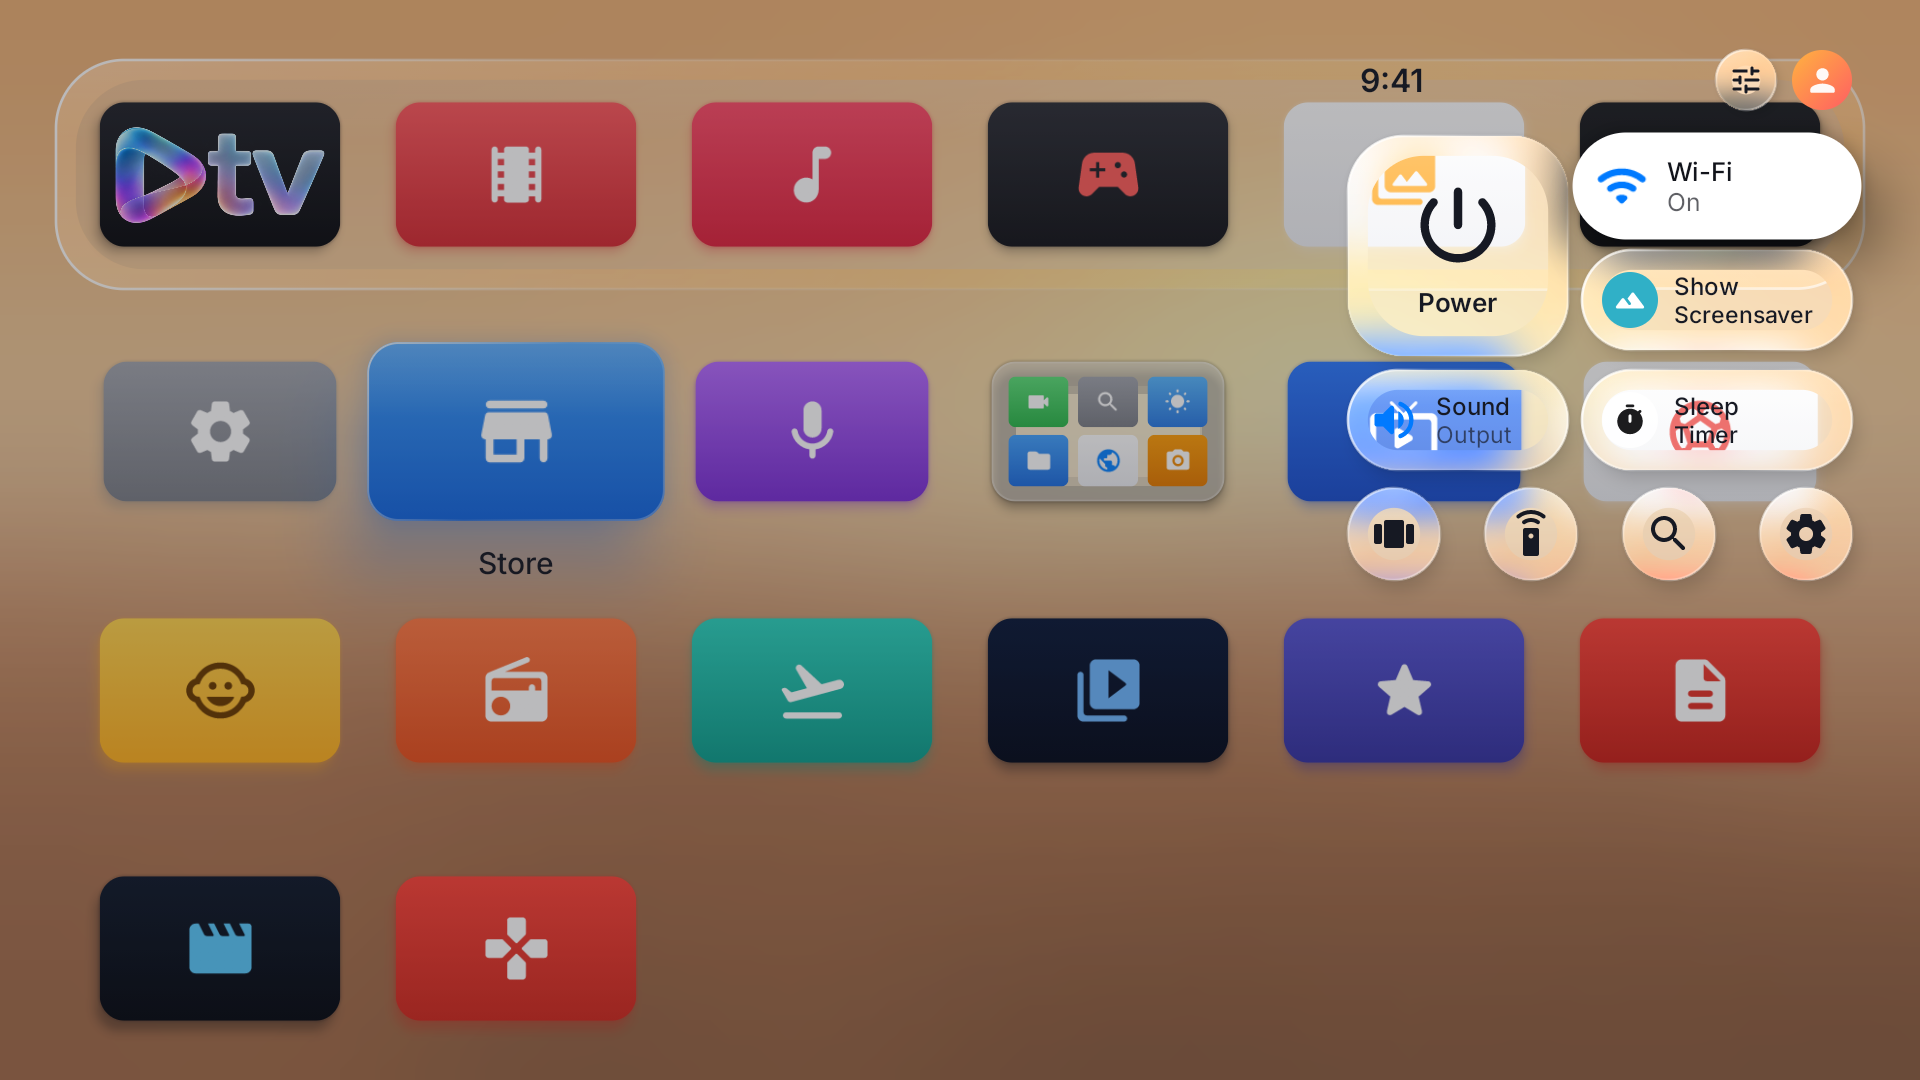 9:41
tv
Wi-Fi
On
Power
Show
Screensaver
Sound
Output
Sleep
Timer
Store